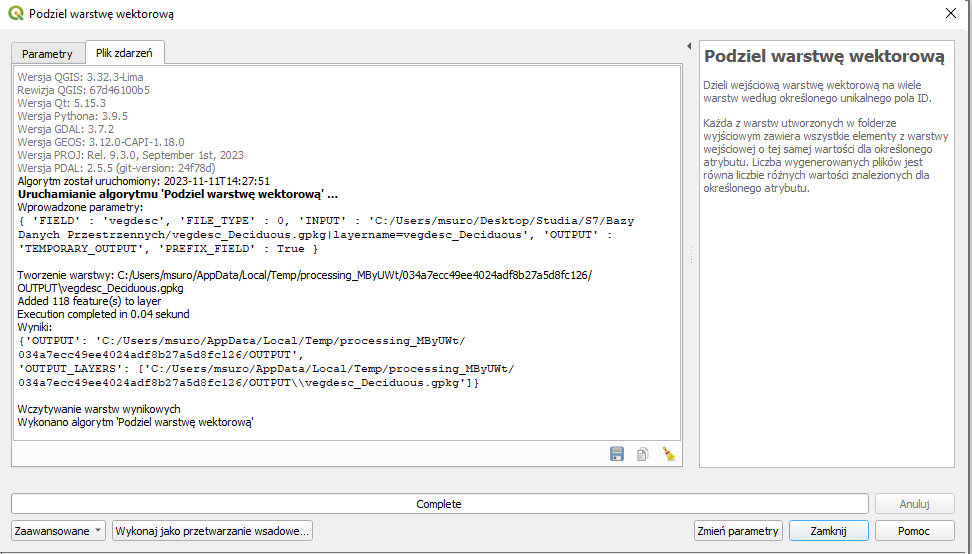 Podziel warstwę wektorową
Parametry
Plik zdarzeń
Wersja QGIS: 3.32.3-Lima
Rewizja QGIS: 67d46100b5
Wersja Qt: 5.15.3
Wersja Pythona: 3.9.5
Wersja GDAL: 3.7.2
Wersja GEOS: 3.12.0-CAPI-1.18.0
Wersja PROJ: Rel. 9.3.0, September 1st, 2023
Wersja PDAL: 2.5.5 (git-version: 24f78d)
Algorytm został uruchomiony: 2023-11-11T14:27:51
Uruchamianie algorytmu 'Podziel warstwę wektorową' ...
Wprowadzone parametry:
{ 'FIELD' : 'vegdesc', 'FILE_TYPE' : 0, 'INPUT' : 'C:/Users/msuro/Desktop/Studia/S7/Bazy
Danych Przestrzennych/vegdesc_Deciduous.gpkg|layername=vegdesc_Deciduous', 'OUTPUT' :
'TEMPORARY_OUTPUT', 'PREFIX_FIELD' : True }
Tworzenie warstwy: C:/Users/msuro/AppData/Local/Temp/processing_MByUWt/034a7ecc49ee4024adf8b27a5d8fc126/
OUTPUT\vegdesc_Deciduous.gpkg
Added 118 feature(s) to layer
Execution completed in 0.04 sekund
Wyniki:
{'OUTPUT': 'C:/Users/msuro/AppData/Local/Temp/processing_MByUWt/
034a7ecc49ee4024adf8b27a5d8fc126/OUTPUT',
'OUTPUT_LAYERS': ['C:/Users/msuro/AppData/Local/Temp/processing_MByUWt/
034a7ecc49ee4024adf8b27a5d8fc126/OUTPUT\\vegdesc_Deciduous.gpkg']}
Wczytywanie warstw wynikowych
Wykonano algorytm 'Podziel warstwę wektorową'
Podziel warstwę wektorową
Dzieli wejściową warstwę wektorową na wiele
warstw według określonego unikalnego pola ID.
Każda z warstw utworzonych w folderze
wyjściowym zawiera wszystkie elementy z warstwy
wejściowej o tej samej wartości dla określonego
atrybutu. Liczba wygenerowanych plików jest
równa liczbie różnych wartości znalezionych dla
określonego atrybutu.
Complete
Anuluj
Zaawansowane
Wykonaj jako przetwarzanie wsadowe...
Zmień parametry
Zamknij
Pomoc